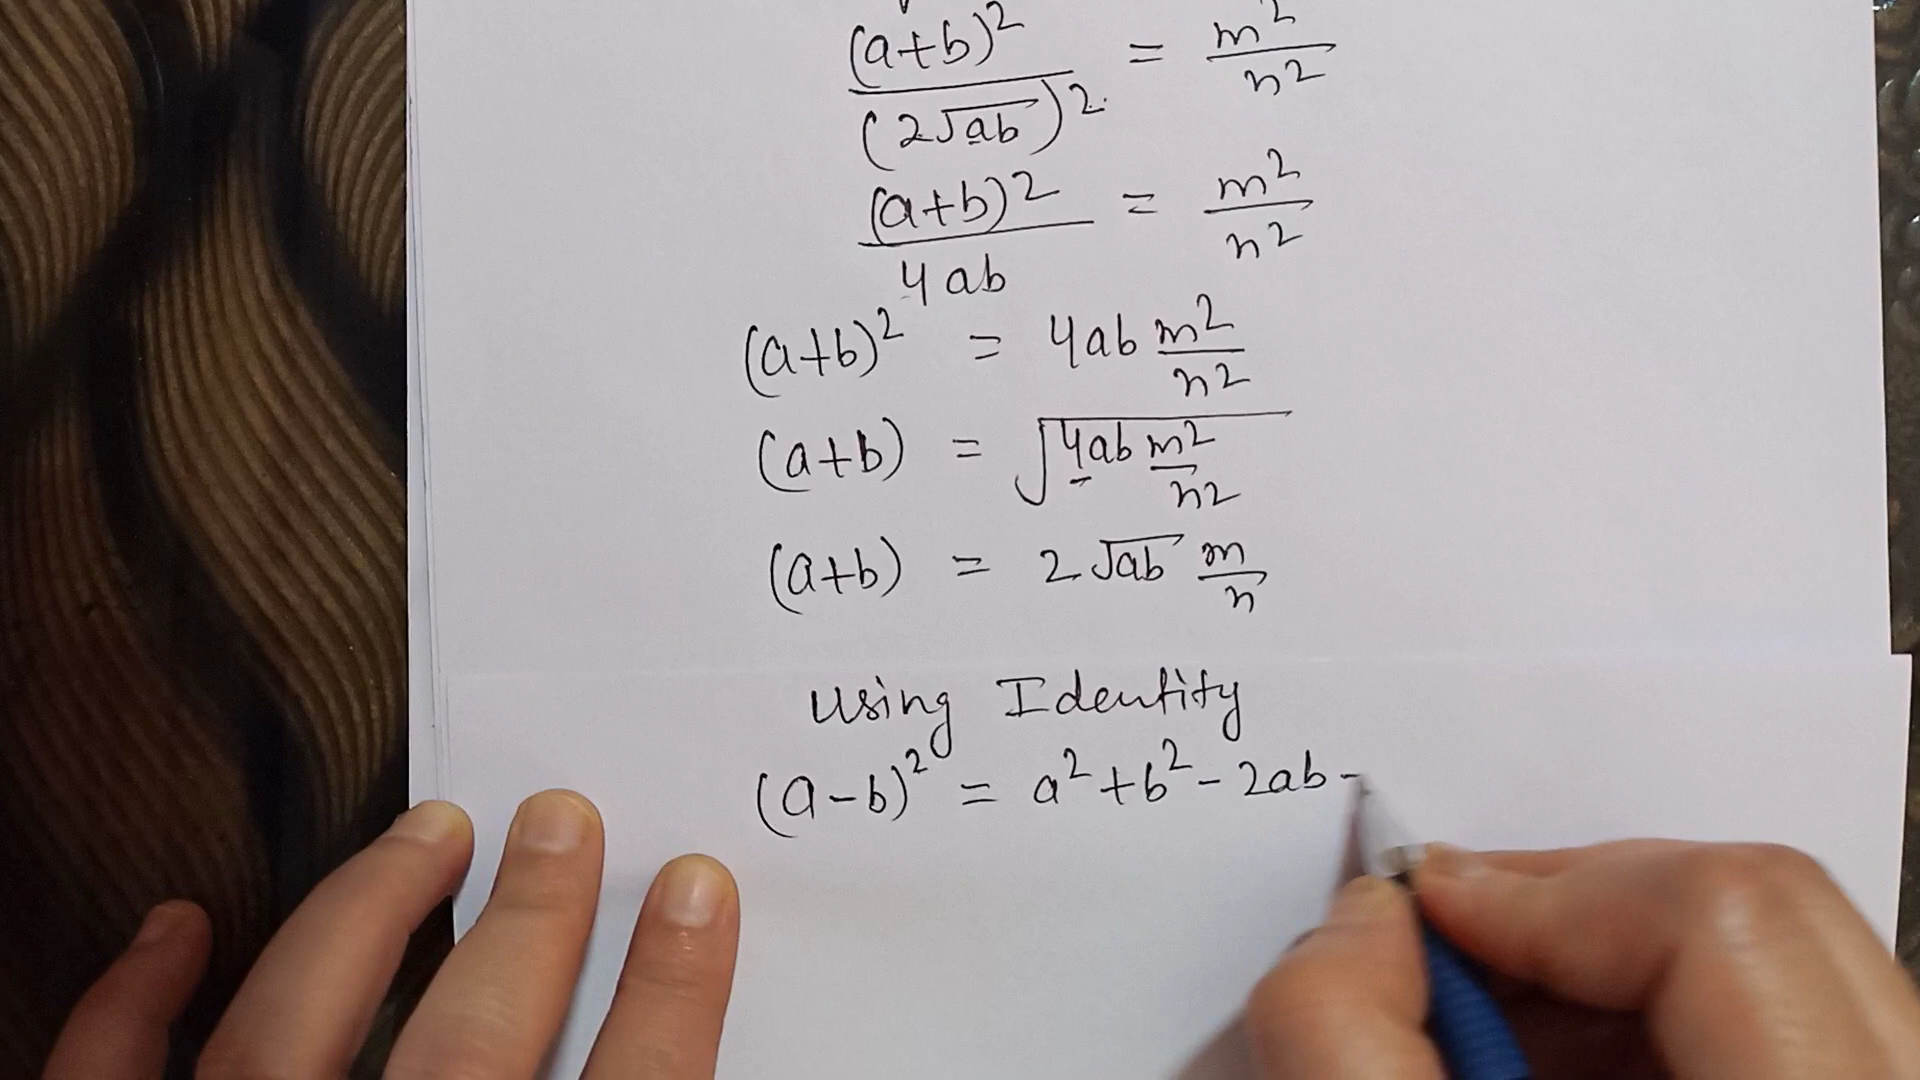 (a+b)² / (2√ab)² = m² / n²
(a+b)² / 4ab = m² / n²
(a+b)² = 4ab m²/n²
(a+b) = √(4ab m²/n²)
(a+b) = 2√ab m/n
Using Identity
(a-b)² = a²+b²-2ab-